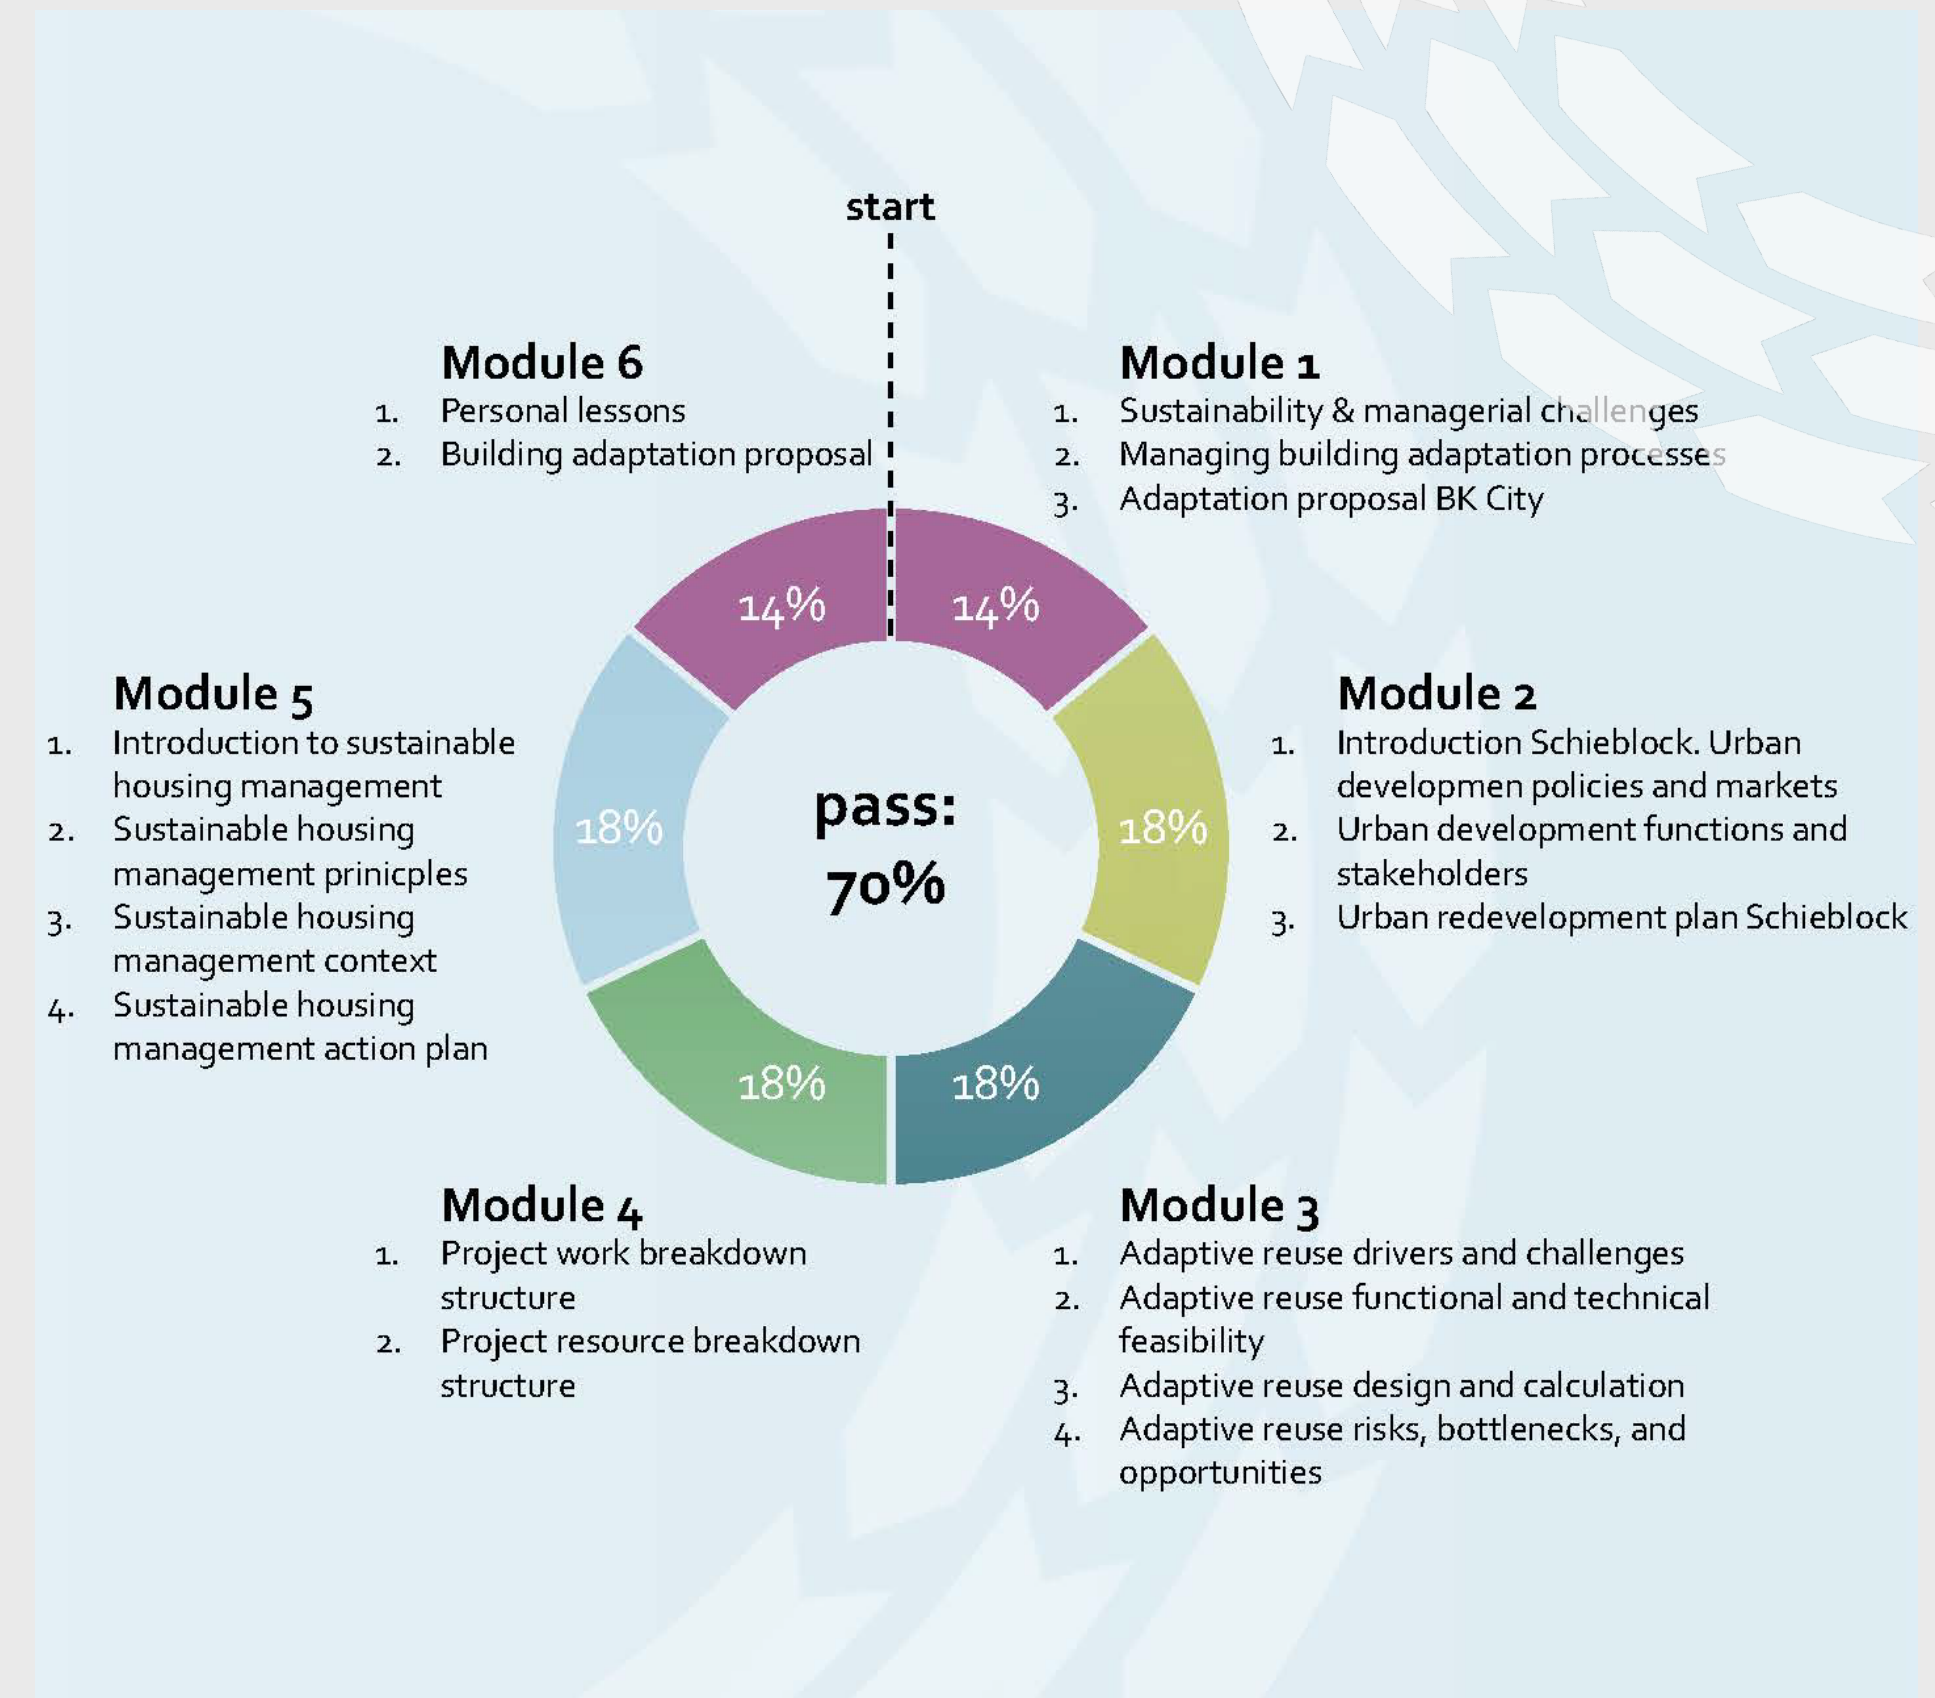 start
Module 6
1. Personal lessons
2. Building adaptation proposal
Module 1
1. Sustainability & managerial challenges
2. Managing building adaptation processes
3. Adaptation proposal BK City
14%
14%
Module 5
1. Introduction to sustainable
housing management
2. Sustainable housing
management prinicples
3. Sustainable housing
management context
4. Sustainable housing
management action plan
18%
pass:
70%
18%
Module 2
1. Introduction Schieblock. Urban
developmen policies and markets
2. Urban development functions and
stakeholders
3. Urban redevelopment plan Schieblock
18%
18%
Module 4
1. Project work breakdown
structure
2. Project resource breakdown
structure
Module 3
1. Adaptive reuse drivers and challenges
2. Adaptive reuse functional and technical
feasibility
3. Adaptive reuse design and calculation
4. Adaptive reuse risks, bottlenecks, and
opportunities